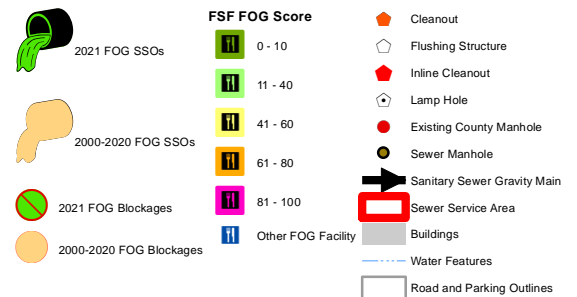 2021 FOG SSOs
2000-2020 FOG SSOs
2021 FOG Blockages
2000-2020 FOG Blockages
FSF FOG Score
0 - 10
11 - 40
41 - 60
61 - 80
81 - 100
Other FOG Facility
Cleanout
Flushing Structure
Inline Cleanout
Lamp Hole
Existing County Manhole
Sewer Manhole
Sanitary Sewer Gravity Main
Sewer Service Area
Buildings
Water Features
Road and Parking Outlines